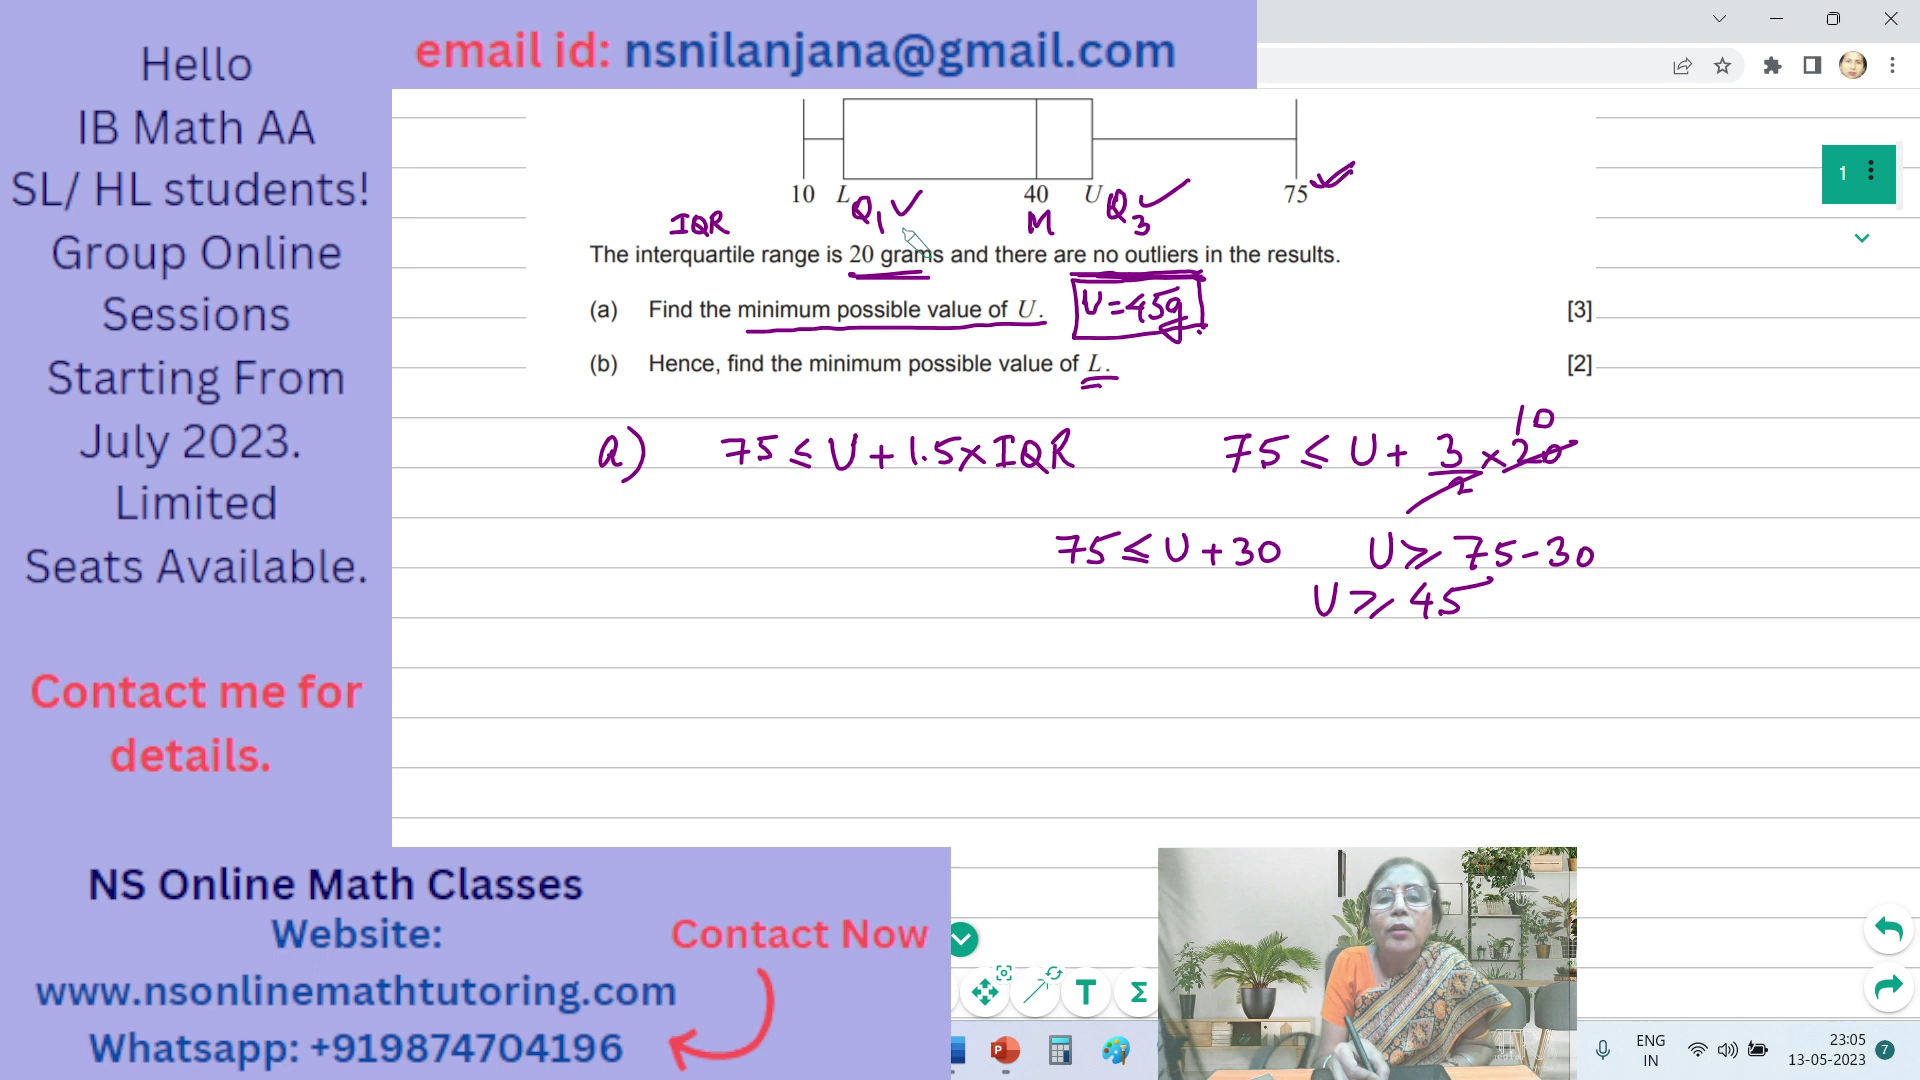 Hello
IB Math AA
SL/ HL students!
Group Online
Sessions
Starting From
July 2023.
Limited
Seats Available.
Contact me for
details.
email id: nsnilanjana@gmail.com
10 L 40 U 75
IQR Q1 M Q3
The interquartile range is 20 grams and there are no outliers in the results.
(a) Find the minimum possible value of U. U = 45g [3]
(b) Hence, find the minimum possible value of L. [2]
a) 75 ≤ U + 1.5 × IQR 75 ≤ U + 3/2 × 20 10
75 ≤ U + 30 U ≥ 75 - 30
U ≥ 45
1
NS Online Math Classes
Website:
www.nsonlinemathtutoring.com
Whatsapp: +919874704196
Contact Now
T Σ
P
ENG
IN
23:05
13-05-2023
7